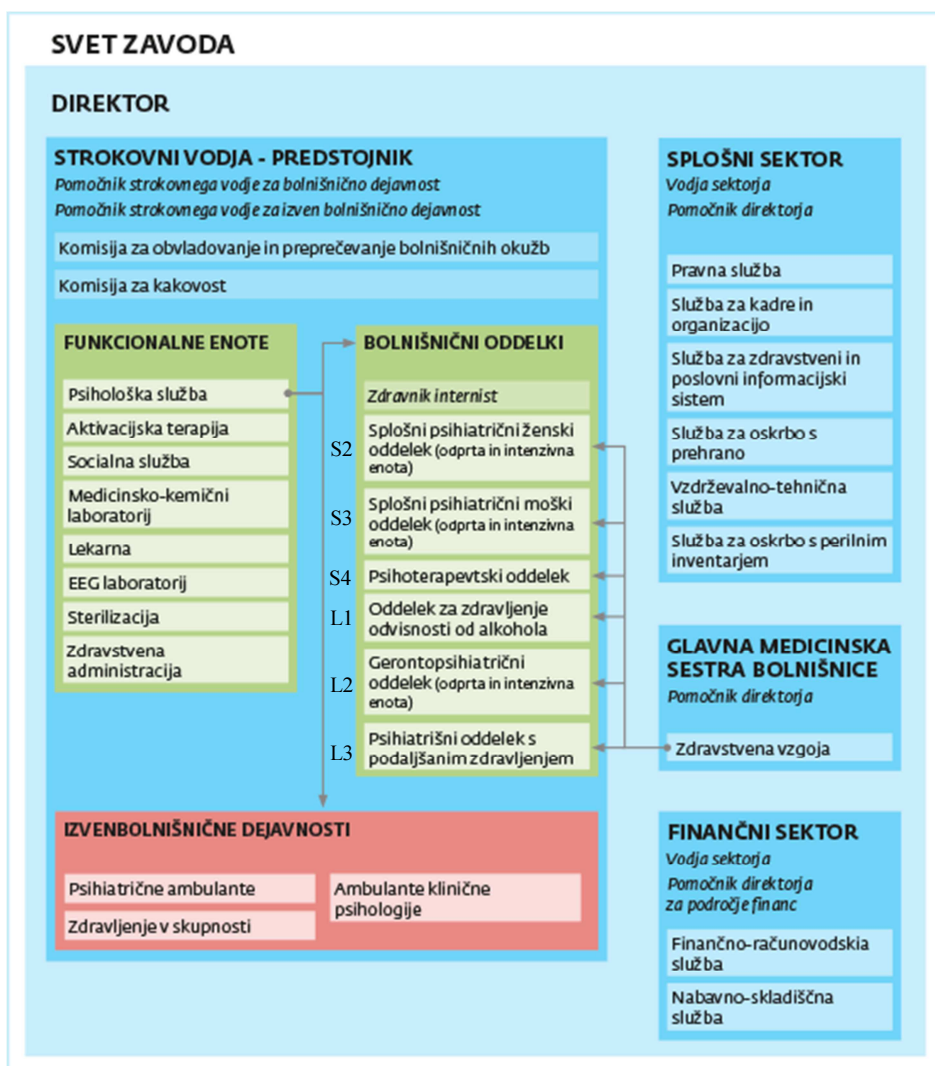 SVET ZAVODA
DIREKTOR
STROKOVNI VODJA - PREDSTOJNIK
Pomočnik strokovnega vodje za bolnišnično dejavnost
Pomočnik strokovnega vodje za izven bolnišnično dejavnost
Komisija za obvladovanje in preprečevanje bolnišničnih okužb
Komisija za kakovost
FUNKCIONALNE ENOTE
Psihološka služba
Aktivacijska terapija
Socialna služba
Medicinsko-kemični
laboratorij
Lekarna
EEG laboratorij
Sterilizacija
Zdravstvena
administracija
BOLNIŠNIČNI ODDELKI
Zdravnik internist
S2
Splošni psihiatrični ženski
oddelek (odprta in intenzivna
enota)
S3
Splošni psihiatrični moški
oddelek (odprta in intenzivna
enota)
S4
Psihoterapevtski oddelek
L1
Oddelek za zdravljenje
odvisnosti od alkohola
L2
Gerontopsihiatrični
oddelek (odprta in intenzivna
enota)
L3
Psihiatrišni oddelek s
podaljšanim zdravljenjem
IZVENBOLNIŠNIČNE DEJAVNOSTI
Psihiatrične ambulante
Zdravljenje v skupnosti
Ambulante klinične
psihologije
SPLOŠNI SEKTOR
Vodja sektorja
Pomočnik direktorja
Pravna služba
Služba za kadre in
organizacijo
Služba za zdravstveni in
poslovni informacijski
sistem
Služba za oskrbo s
prehrano
Vzdrževalno-tehnična
služba
Služba za oskrbo s perilnim
inventarjem
GLAVNA MEDICINSKA
SESTRA BOLNIŠNICE
Pomočnik direktorja
Zdravstvena vzgoja
FINANČNI SEKTOR
Vodja sektorja
Pomočnik direktorja
za področje financ
Finančno-računovodskia
služba
Nabavno-skladiščna
služba